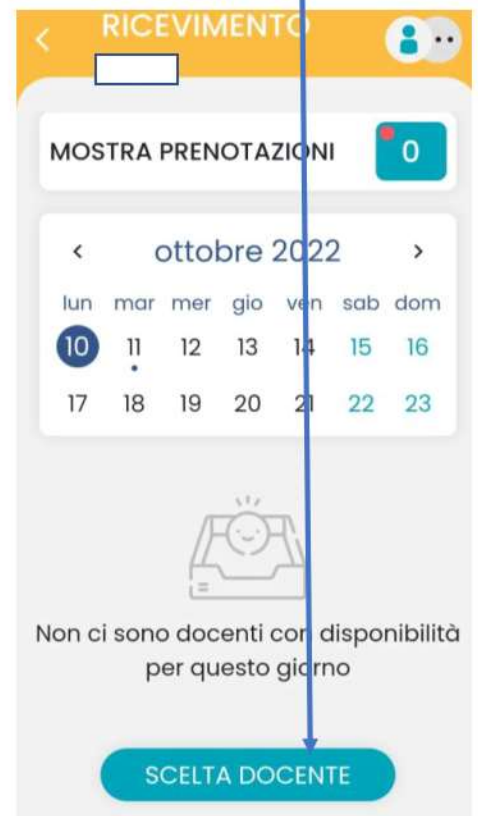 RICEVIMENTO
MOSTRA PRENOTAZIONI 0
ottobre 2022
lun mar mer gio ven sab dom
10 11 12 13 14 15 16
17 18 19 20 21 22 23
Non ci sono docenti con disponibilità
per questo giorno
SCELTA DOCENTE